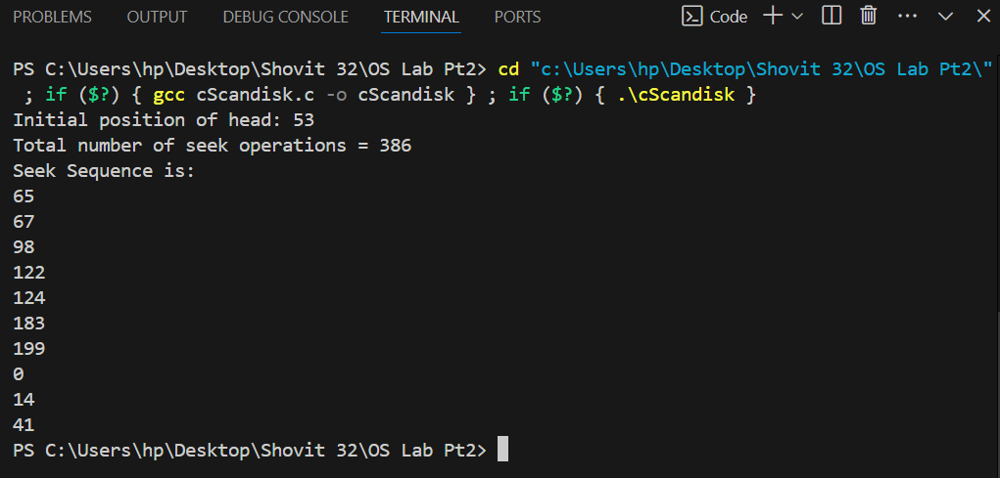 PROBLEMS OUTPUT DEBUG CONSOLE TERMINAL PORTS Code
PS C:\Users\hp\Desktop\Shovit 32\OS Lab Pt2> cd "c:\Users\hp\Desktop\Shovit 32\OS Lab Pt2\"
; if ($?) { gcc cScandisk.c -o cScandisk } ; if ($?) { .\cScandisk }
Initial position of head: 53
Total number of seek operations = 386
Seek Sequence is:
65
67
98
122
124
183
199
0
14
41
PS C:\Users\hp\Desktop\Shovit 32\OS Lab Pt2>